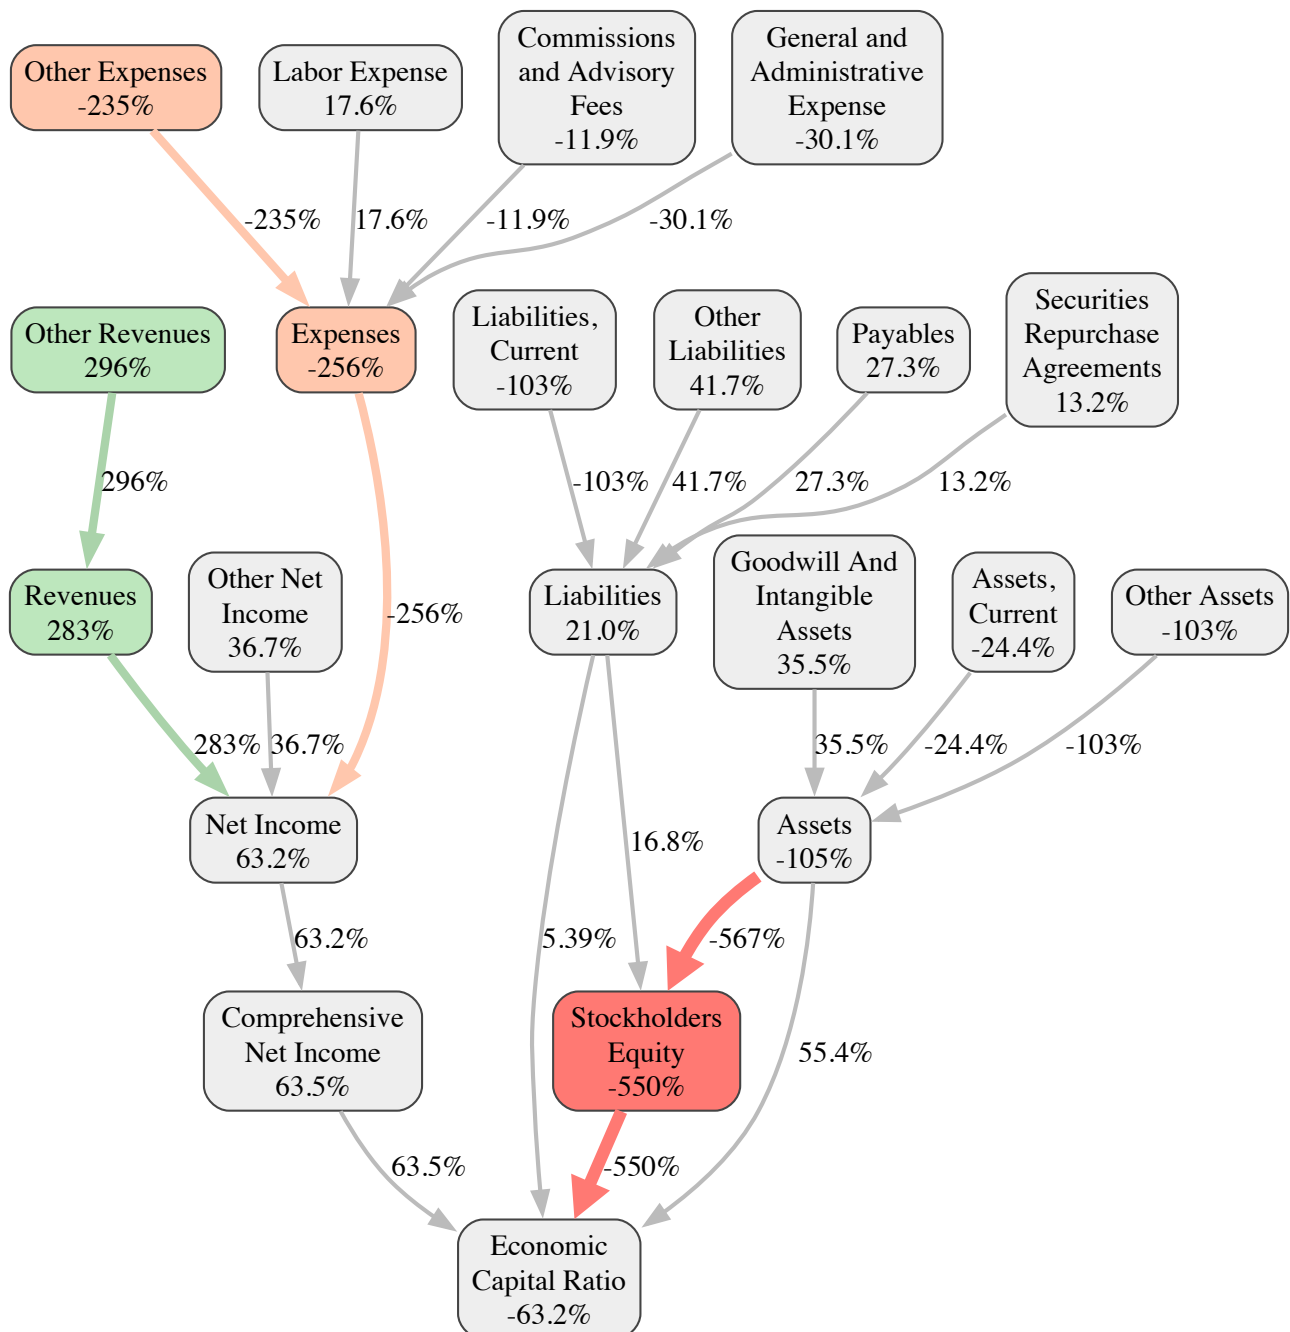 Other Expenses
-235%
Labor Expense
17.6%
Commissions
and Advisory
Fees
-11.9%
General and
Administrative
Expense
-30.1%
-235%
17.6%
-11.9%
-30.1%
Other Revenues
296%
Expenses
-256%
Liabilities,
Current
-103%
Other
Liabilities
41.7%
Payables
27.3%
Securities
Repurchase
Agreements
13.2%
296%
-103%
41.7%
27.3%
13.2%
Revenues
283%
Other Net
Income
36.7%
-256%
Liabilities
21.0%
Goodwill And
Intangible
Assets
35.5%
Assets,
Current
-24.4%
Other Assets
-103%
283%
36.7%
35.5%
-24.4%
-103%
Net Income
63.2%
16.8%
Assets
-105%
63.2%
5.39%
-567%
Comprehensive
Net Income
63.5%
Stockholders
Equity
-550%
55.4%
63.5%
-550%
Economic
Capital Ratio
-63.2%